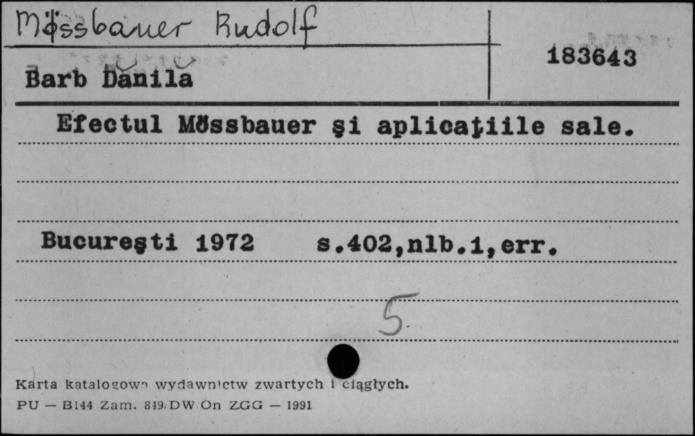 Mössbauer Rudolf
183643
Barb Dănilă
Efectul Mössbauer şi aplicaţiile sale.
Bucureşti 1972 s.402,nlb.1,err.
5
Karta katalogowa wydawnictw zwartych i ciągłych.
PU — B144 Zam. 819/DW/On ZGG — 1991